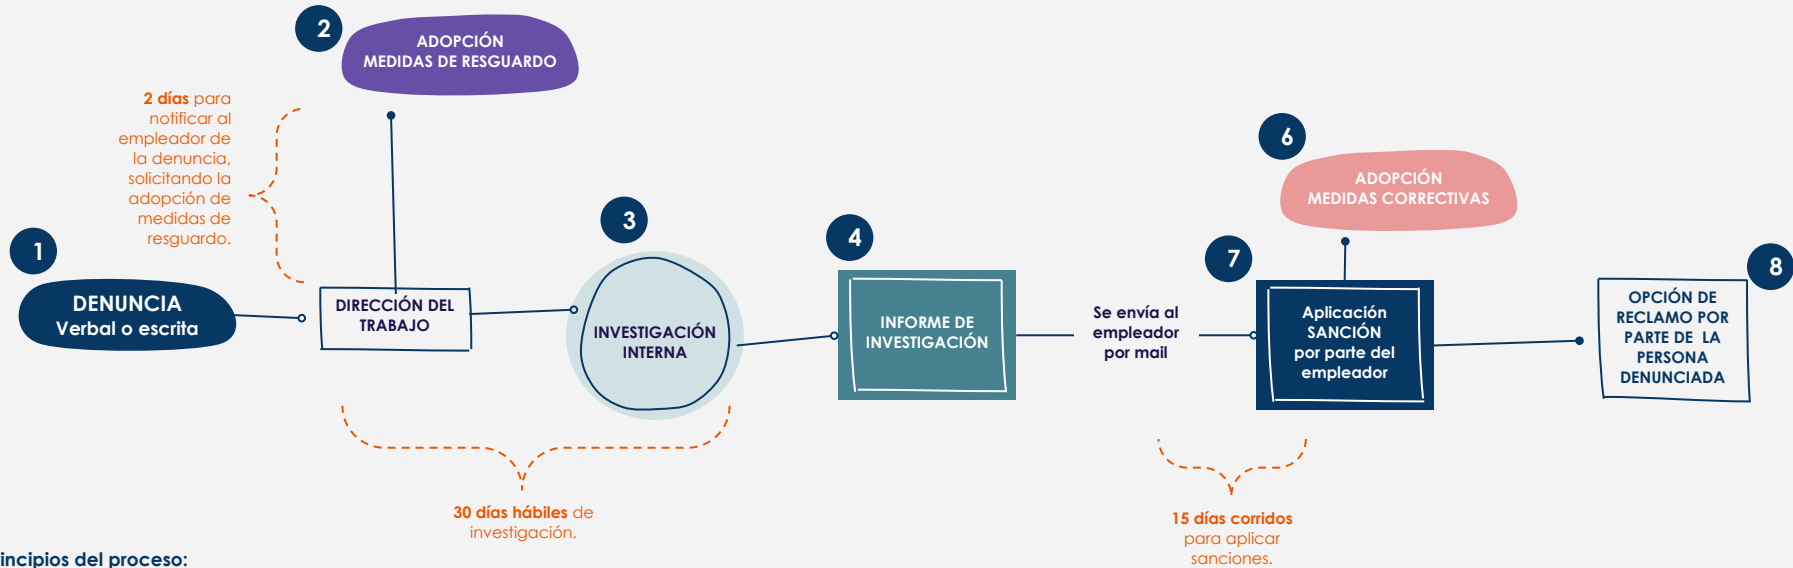 2
ADOPCIÓN
MEDIDAS DE RESGUARDO
2 días para
notificar al
empleador de
la denuncia,
solicitando la
adopción de
medidas de
resguardo.
1
DENUNCIA
Verbal o escrita
DIRECCIÓN DEL
TRABAJO
3
INVESTIGACIÓN
INTERNA
30 días hábiles de
investigación.
4
INFORME DE
INVESTIGACIÓN
Se envía al
empleador
por mail
6
ADOPCIÓN
MEDIDAS CORRECTIVAS
7
Aplicación
SANCIÓN
por parte del
empleador
15 días corridos
para aplicar
sanciones.
8
OPCIÓN DE
RECLAMO POR
PARTE DE LA
PERSONA
DENUNCIADA
incipios del proceso: